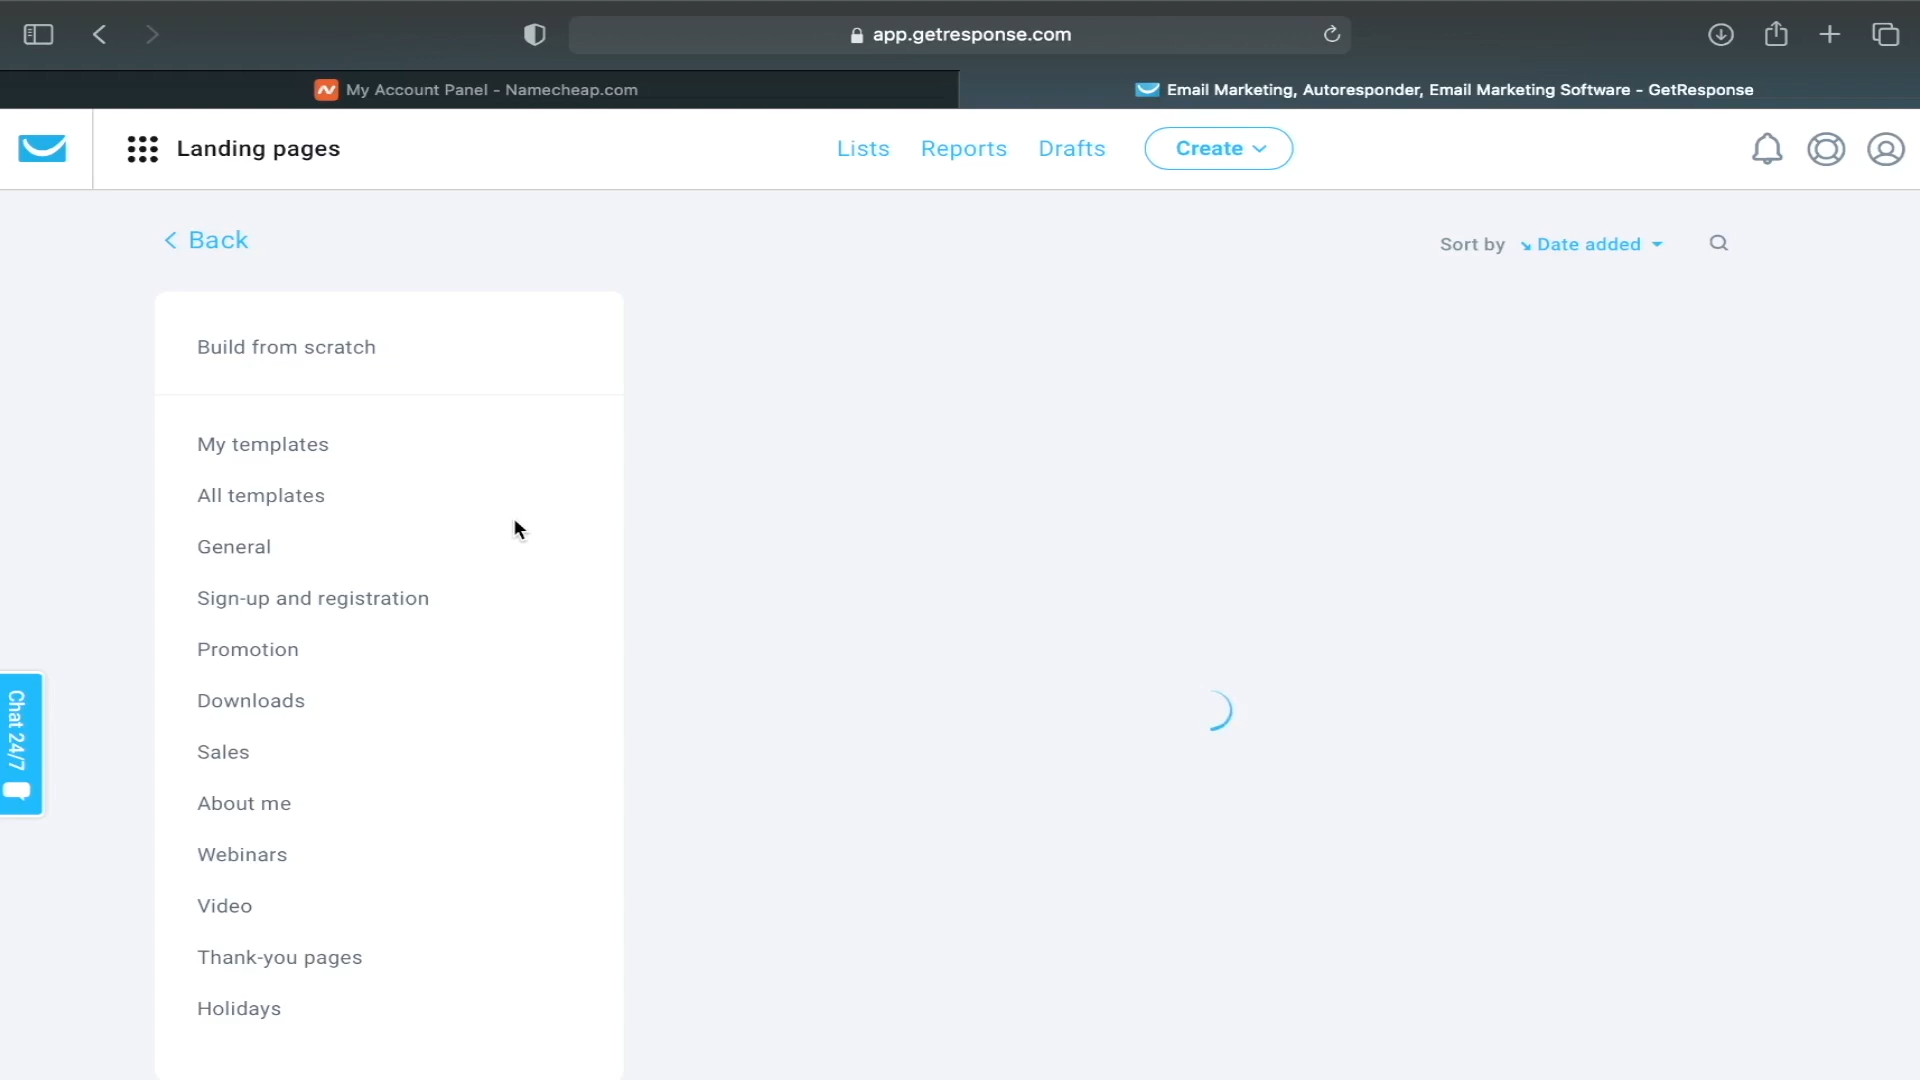 app.getresponse.com
My Account Panel - Namecheap.com
Email Marketing, Autoresponder, Email Marketing Software - GetResponse
Landing pages
Lists
Reports
Drafts
Create
Back
Sort by
Date added
Build from scratch
My templates
All templates
General
Sign-up and registration
Promotion
Downloads
Sales
About me
Webinars
Video
Thank-you pages
Holidays
Chat 24/7